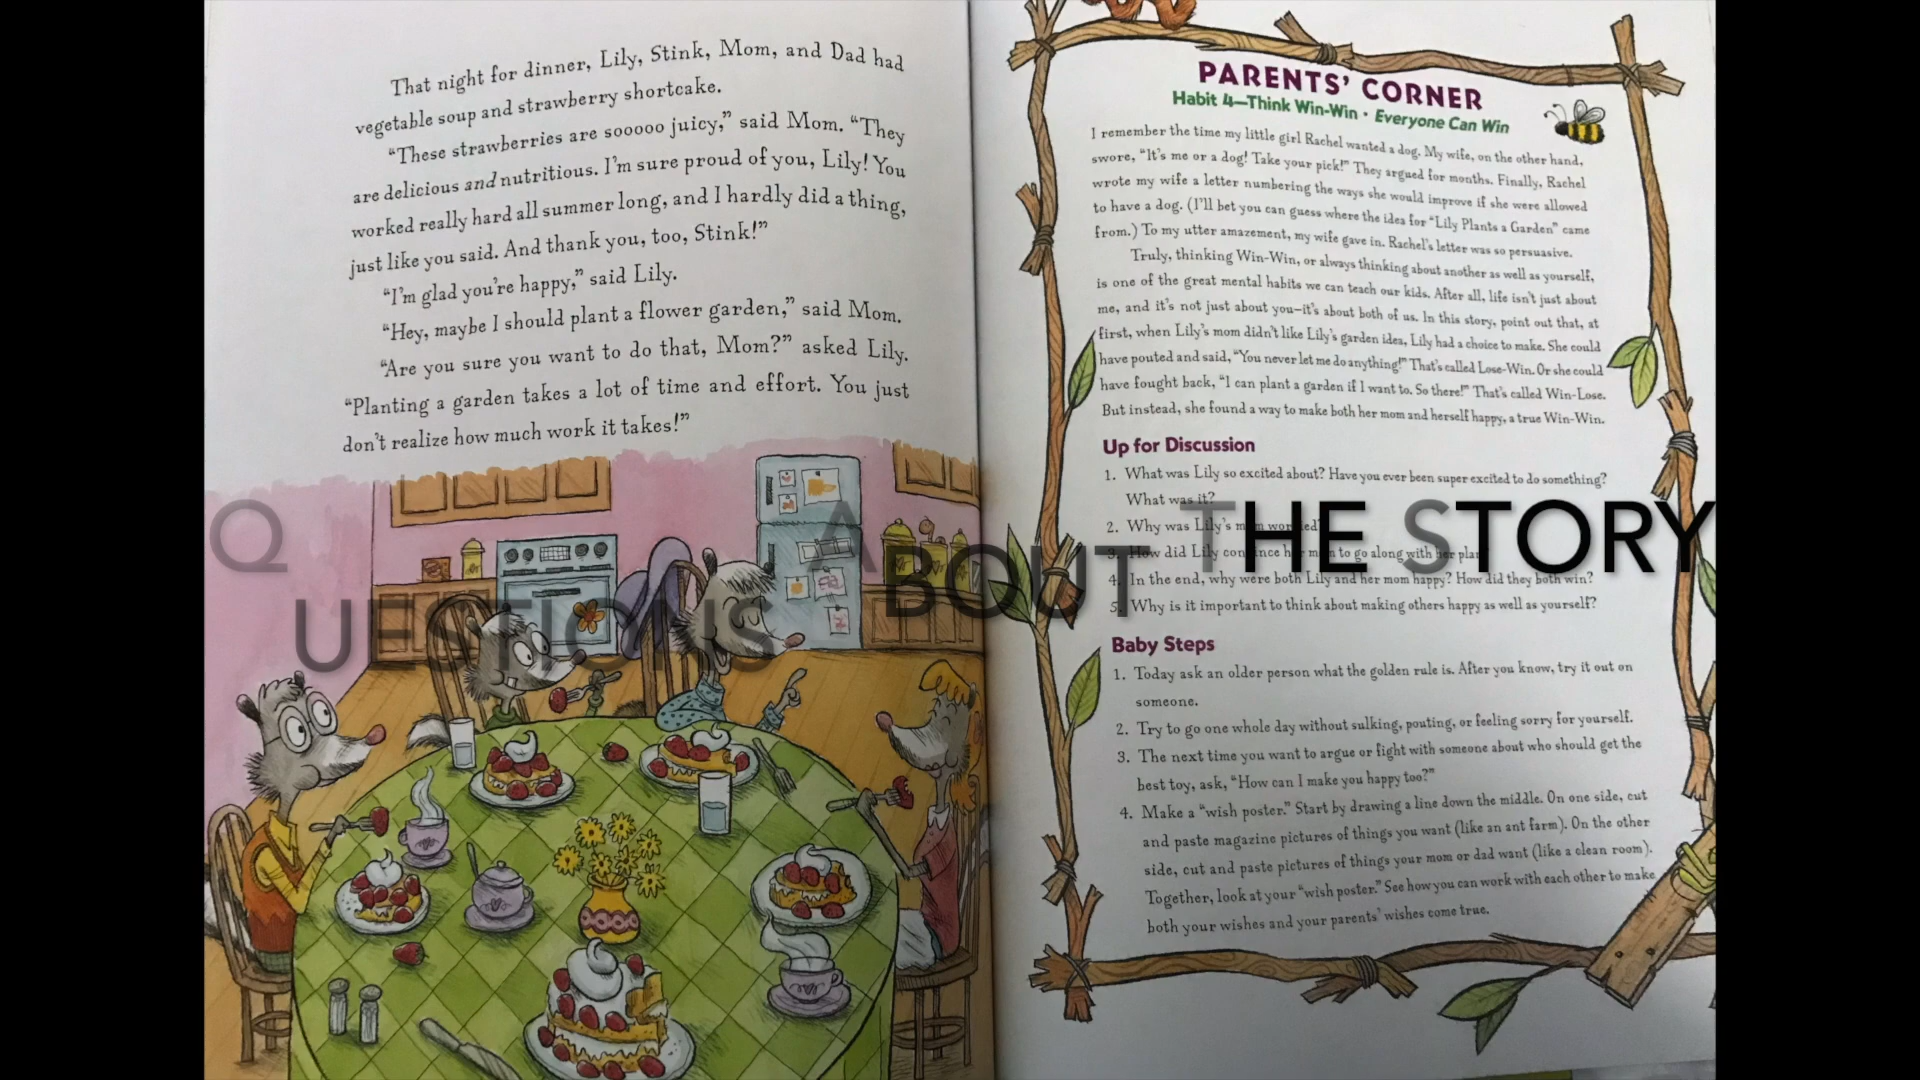 That night for dinner, Lily, Stink, Mom, and Dad had
vegetable soup and strawberry shortcake.
“These strawberries are sooooo juicy,” said Mom. “They
are delicious and nutritious. I’m sure proud of you, Lily! You
worked really hard all summer long, and I hardly did a thing,
just like you said. And thank you, too, Stink!”
“I’m glad you’re happy,” said Lily.
“Hey, maybe I should plant a flower garden,” said Mom.
“Are you sure you want to do that, Mom?” asked Lily.
“Planting a garden takes a lot of time and effort. You just
don’t realize how much work it takes!”
PARENTS’ CORNER
Habit 4—Think Win-Win • Everyone Can Win
I remember the time my little girl Rachel wanted a dog. My wife, on the other hand,
swore, “It’s me or a dog! Take your pick!” They argued for months. Finally, Rachel
wrote my wife a letter numbering the ways she would improve if she were allowed
to have a dog. (I’ll bet you can guess where the idea for “Lily Plants a Garden” came
from.) To my utter amazement, my wife gave in. Rachel’s letter was so persuasive.
Truly, thinking Win-Win, or always thinking about another as well as yourself,
is one of the great mental habits we can teach our kids. After all, life isn’t just about
me, and it’s not just about you—it’s about both of us. In this story, point out that, at
first, when Lily’s mom didn’t like Lily’s garden idea, Lily had a choice to make. She could
have pouted and said, “You never let me do anything!” That’s called Lose-Win. Or she could
have fought back, “I can plant a garden if I want to. So there!” That’s called Win-Lose.
But instead, she found a way to make both her mom and herself happy, a true Win-Win.
Up for Discussion
1. What was Lily so excited about? Have you ever been super excited to do something?
What was it?
2. Why was Lily’s mom worried?
3. How did Lily convince her mom to go along with her plan?
4. In the end, why were both Lily and her mom happy? How did they both win?
5. Why is it important to think about making others happy as well as yourself?
Baby Steps
1. Today ask an older person what the golden rule is. After you know, try it out on
someone.
2. Try to go one whole day without sulking, pouting, or feeling sorry for yourself.
3. The next time you want to argue or fight with someone about who should get the
best toy, ask, “How can I make you happy too?”
4. Make a “wish poster.” Start by drawing a line down the middle. On one side, cut
and paste magazine pictures of things you want (like an ant farm). On the other
side, cut and paste pictures of things your mom or dad want (like a clean room).
Together, look at your “wish poster.” See how you can work with each other to make
both your wishes and your parents’ wishes come true.
QUESTIONS ABOUT THE STORY